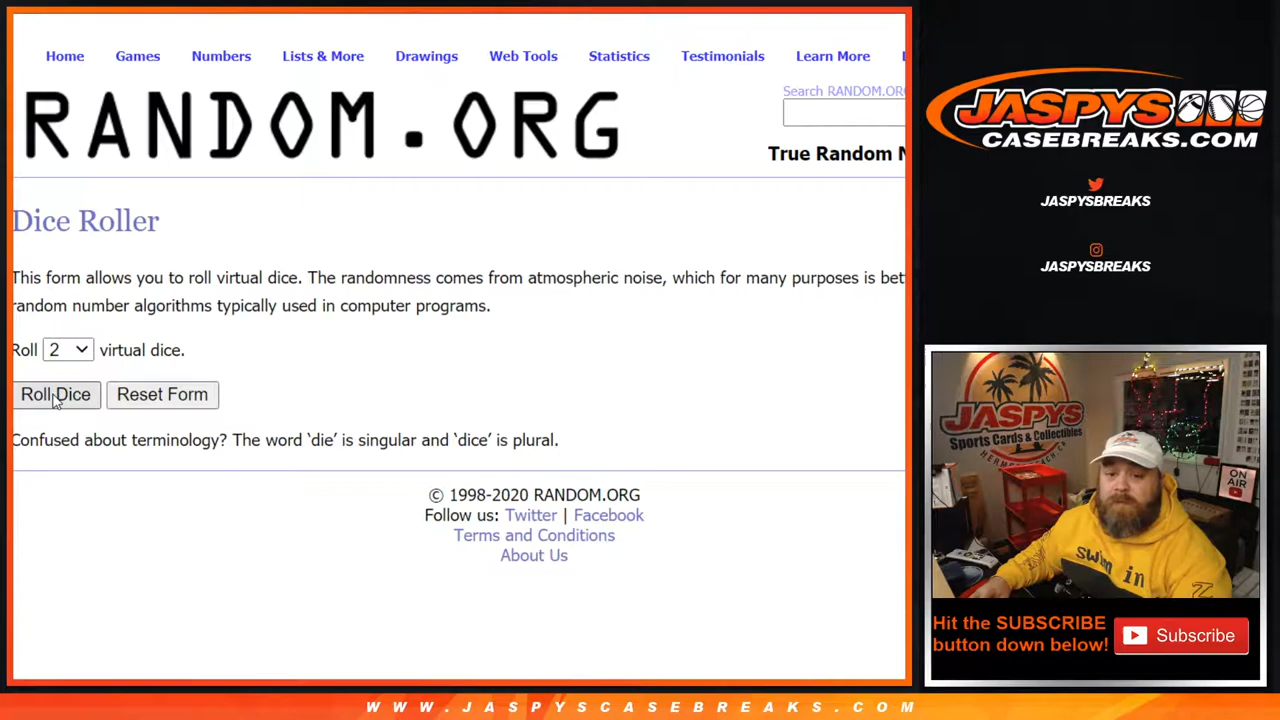 Home Games Numbers Lists & More Drawings Web Tools Statistics Testimonials Learn More
RANDOM.ORG
Search RANDOM.ORG
True Random N
Dice Roller
This form allows you to roll virtual dice. The randomness comes from atmospheric noise, which for many purposes is bet
random number algorithms typically used in computer programs.
Roll 2 virtual dice.
Roll Dice Reset Form
Confused about terminology? The word ‘die’ is singular and ‘dice’ is plural.
© 1998-2020 RANDOM.ORG
Follow us: Twitter | Facebook
Terms and Conditions
About Us
JASPYS
CASEBREAKS.COM
JASPYSBREAKS
JASPYSBREAKS
JASPYS
Sports Cards & Collectibles
ON
AIR
swim in
Hit the SUBSCRIBE
button down below!
Subscribe
WWW.JASPYSCASEBREAKS.COM